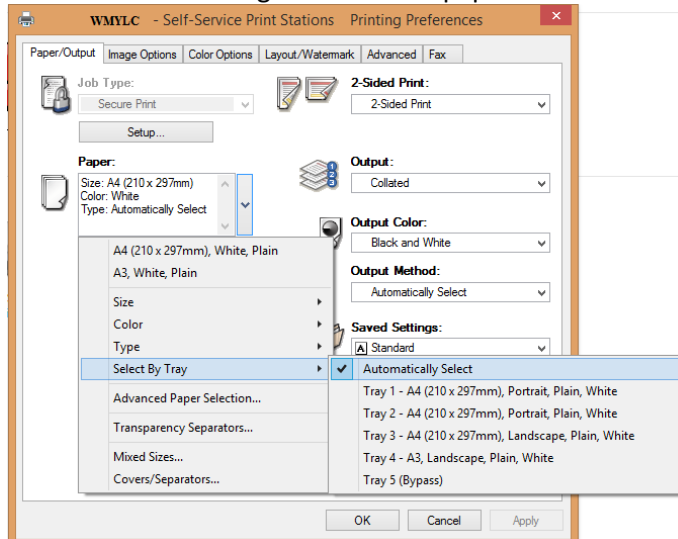 WMYLC - Self-Service Print Stations Printing Preferences
Paper/Output Image Options Color Options Layout/Watermark Advanced Fax
Job Type:
Secure Print
Setup...
2-Sided Print:
2-Sided Print
Paper:
Size: A4 (210 x 297mm)
Color: White
Type: Automatically Select
Output:
1
2
3
Collated
Output Color:
Black and White
Output Method:
Automatically Select
Saved Settings:
A Standard
A4 (210 x 297mm), White, Plain
A3, White, Plain
Size
Color
Type
Select By Tray
Advanced Paper Selection...
Transparency Separators...
Mixed Sizes...
Covers/Separators...
Automatically Select
Tray 1 - A4 (210 x 297mm), Portrait, Plain, White
Tray 2 - A4 (210 x 297mm), Portrait, Plain, White
Tray 3 - A4 (210 x 297mm), Landscape, Plain, White
Tray 4 - A3, Landscape, Plain, White
Tray 5 (Bypass)
OK Cancel Apply